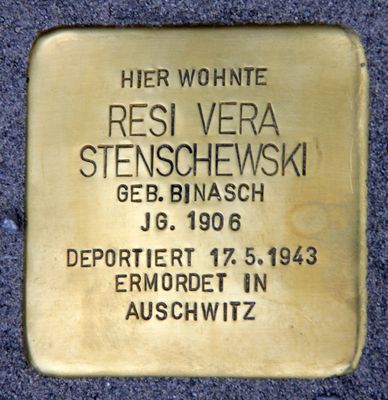 HIER WOHNTE
RESI VERA
STENSCHEWSKI
GEB. BINASCH
JG. 1906
DEPORTIERT 17. 5. 1943
ERMORDET IN
AUSCHWITZ